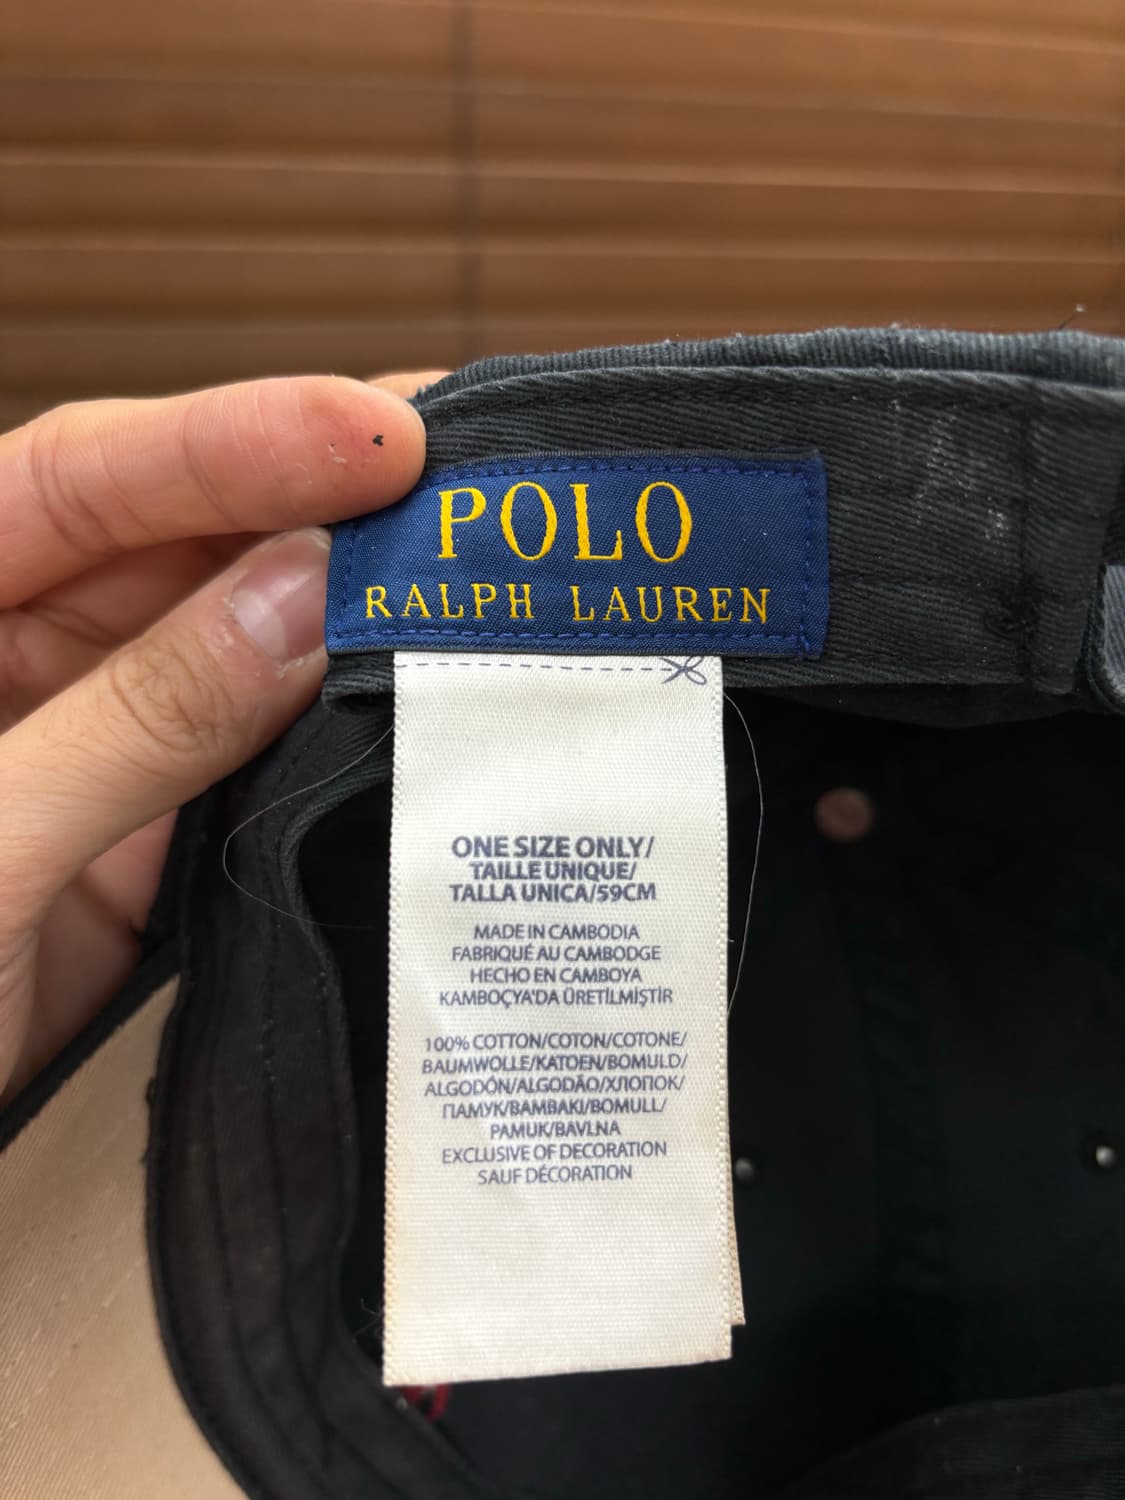 POLO
RALPH LAUREN
ONE SIZE ONLY/
TAILLE UNIQUE/
TALLA UNICA/59CM
MADE IN CAMBODIA
FABRIQUÉ AU CAMBODGE
HECHO EN CAMBOYA
KAMBOÇYA'DA ÜRETİLMİŞTİR
100% COTTON/COTON/COTONE/
BAUMWOLLE/KATOEN/BOMULD/
ALGODÓN/ALGODÃO/ХЛОПОК/
ΠΑΜУК/BAMBAKI/BOMULL/
PAMUK/BAVLNA
EXCLUSIVE OF DECORATION
SAUF DÉCORATION